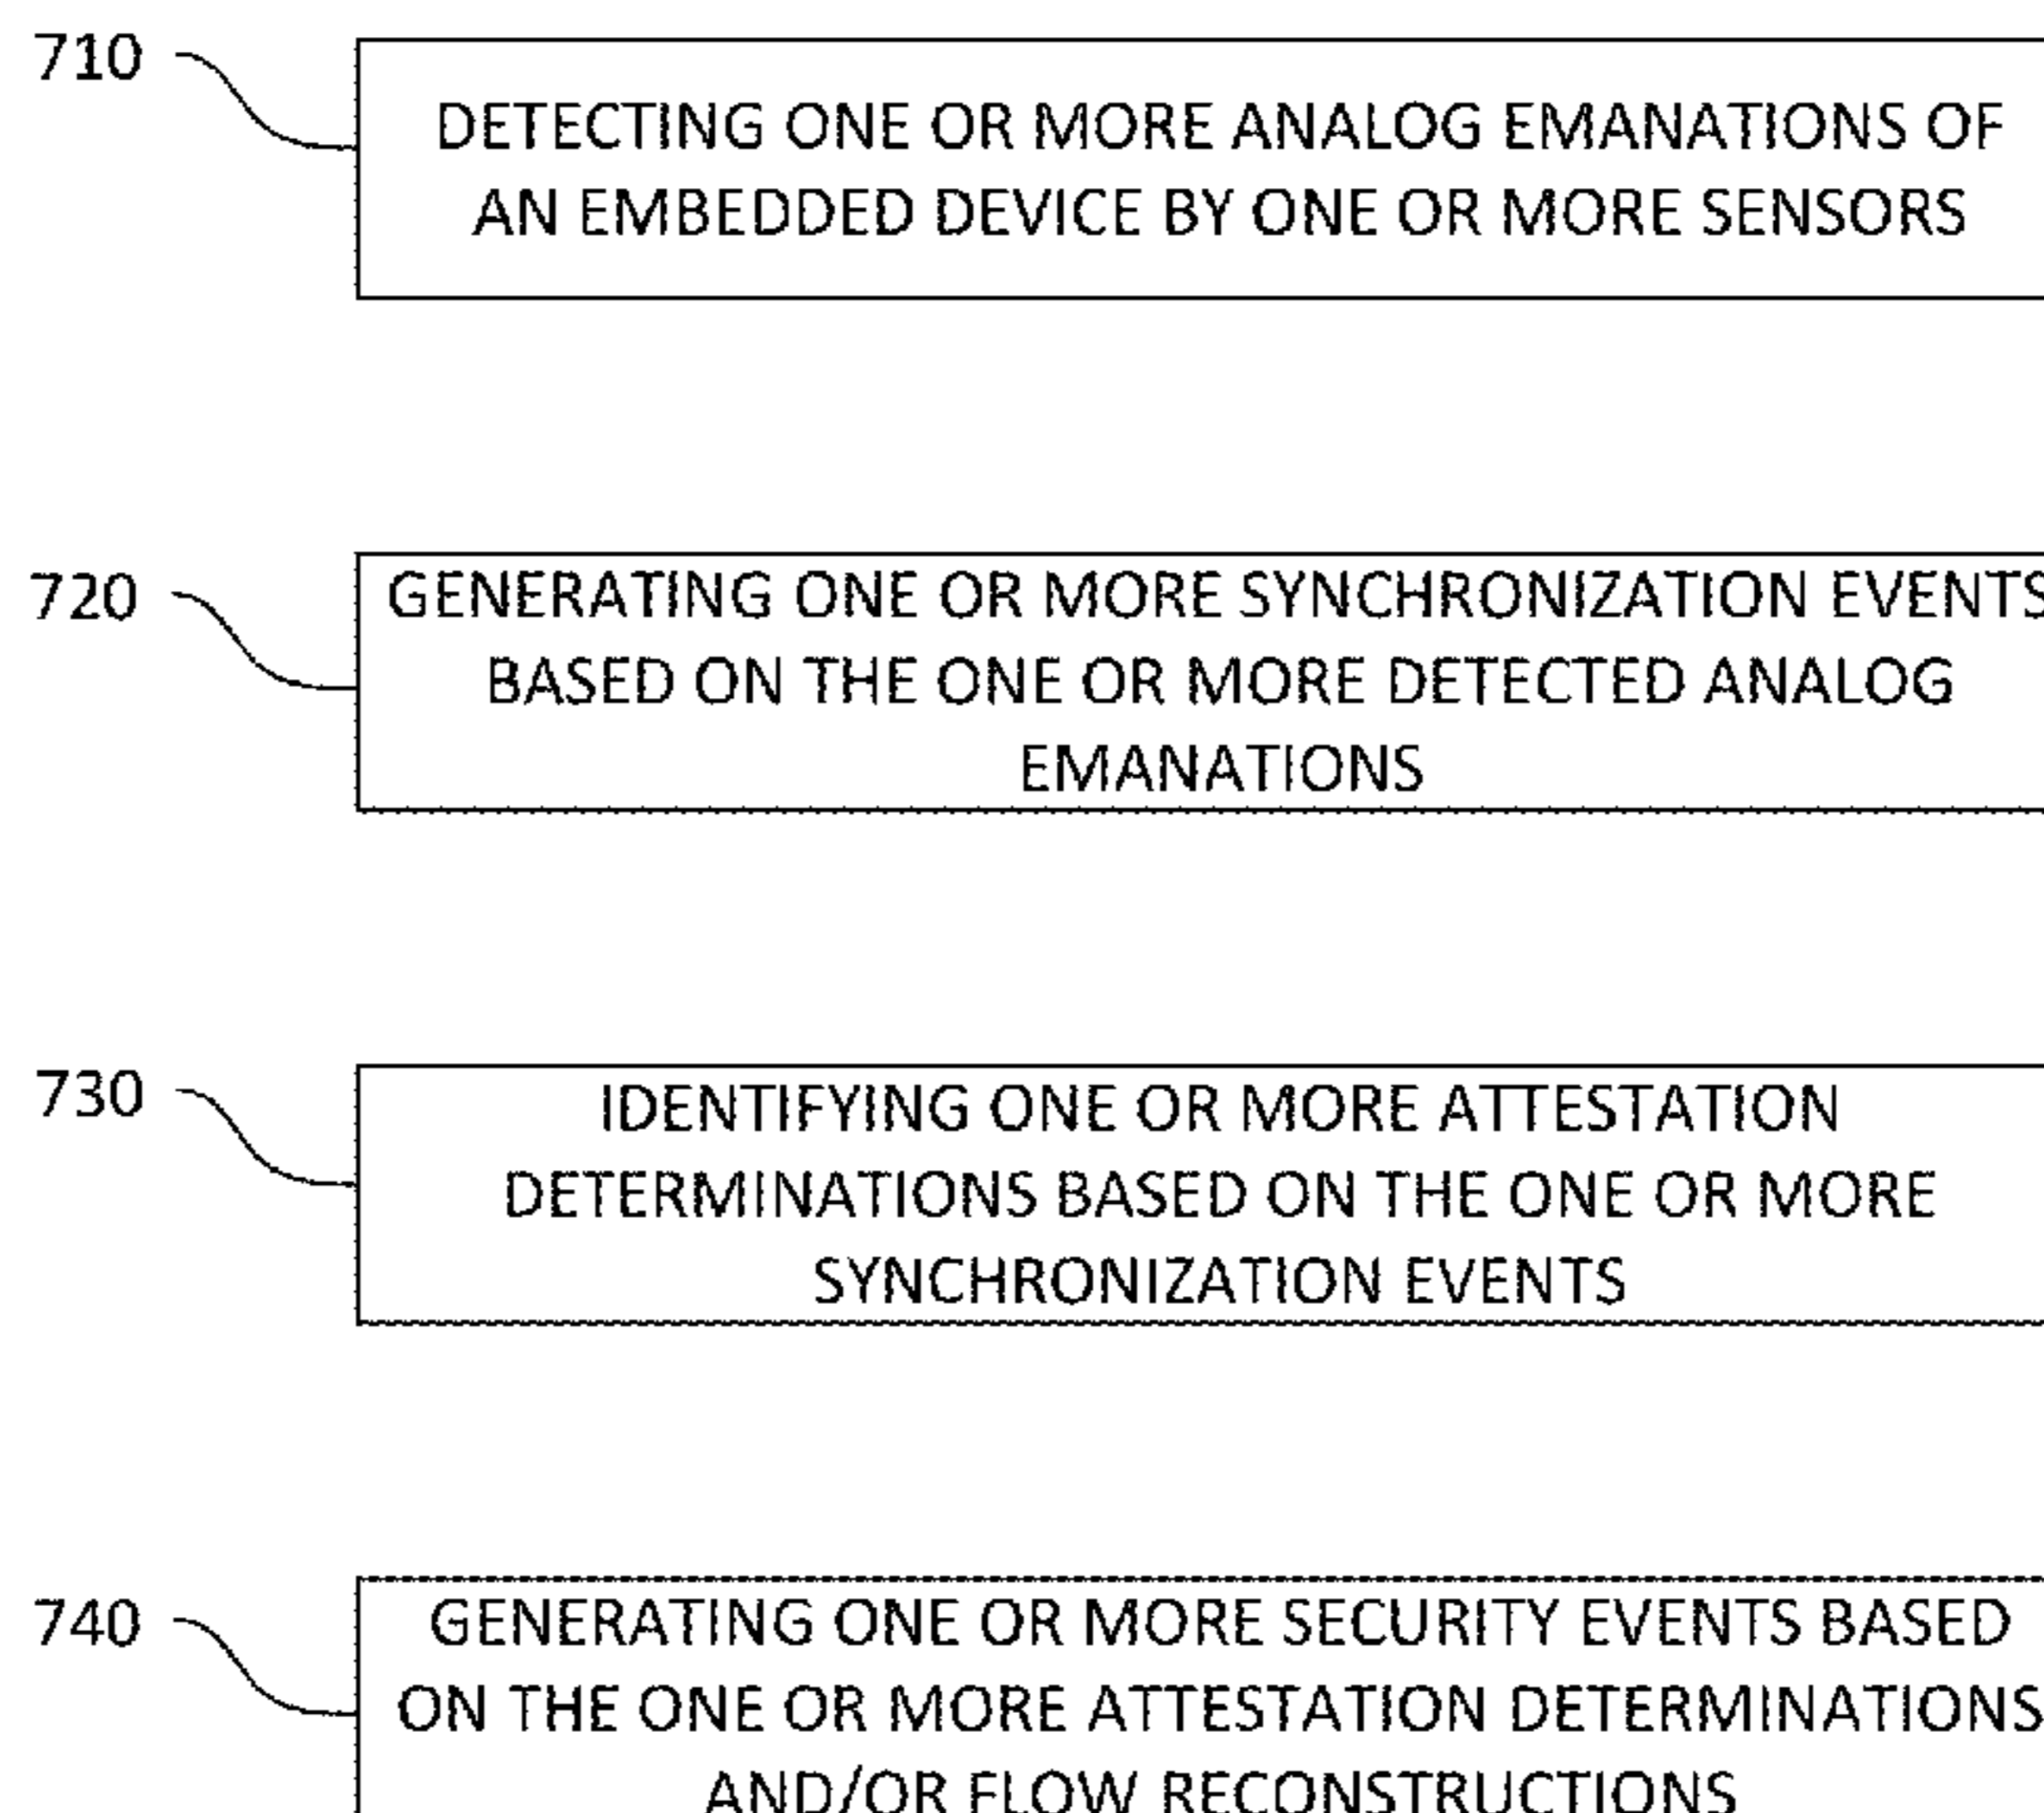 710
DETECTING ONE OR MORE ANALOG EMANATIONS OF
AN EMBEDDED DEVICE BY ONE OR MORE SENSORS
720
GENERATING ONE OR MORE SYNCHRONIZATION EVENTS
BASED ON THE ONE OR MORE DETECTED ANALOG
EMANATIONS
730
IDENTIFYING ONE OR MORE ATTESTATION
DETERMINATIONS BASED ON THE ONE OR MORE
SYNCHRONIZATION EVENTS
740
GENERATING ONE OR MORE SECURITY EVENTS BASED
ON THE ONE OR MORE ATTESTATION DETERMINATIONS
AND/OR FLOW RECONSTRUCTIONS